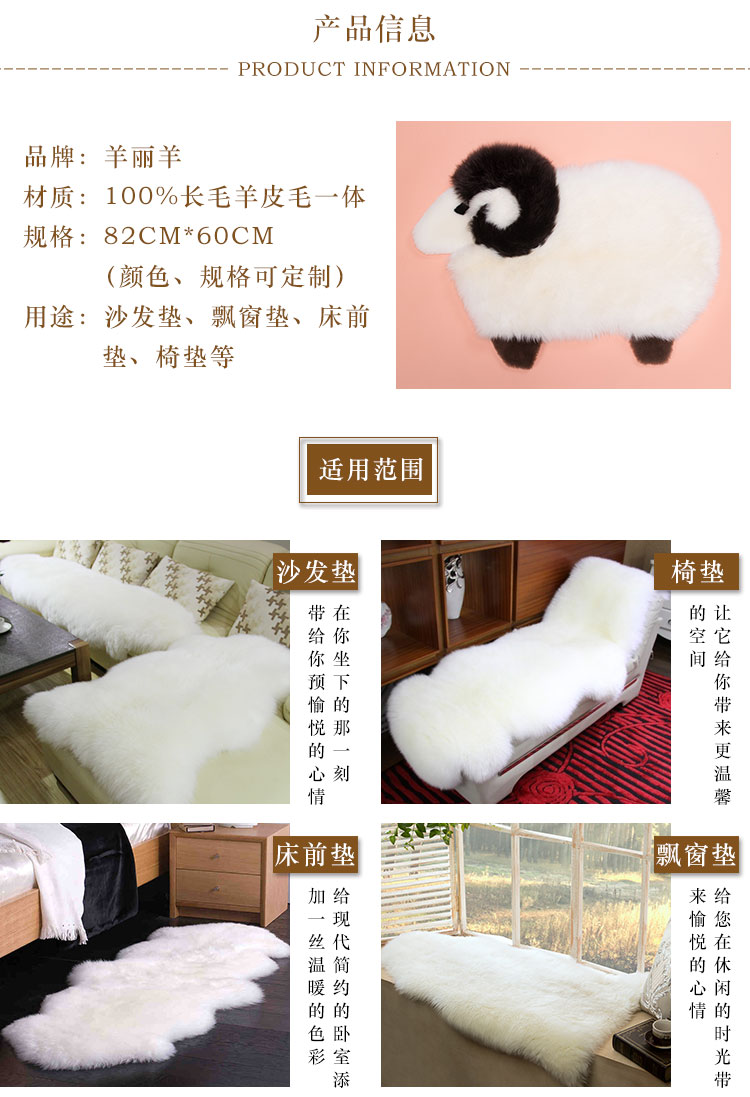 产品信息
PRODUCT INFORMATION
品牌：羊丽羊
材质：100%长毛羊皮毛一体
规格：82CM*60CM
(颜色、规格可定制)
用途：沙发垫、飘窗垫、床前
垫、椅垫等
适用范围
沙发垫
在你坐下的那一刻
带给你预愉悦的心情
椅垫
让它给你带来更温馨
的空间
床前垫
给现代简约的卧室添
加一丝温暖的色彩
飘窗垫
给您在休闲的时光带
来愉悦的心情